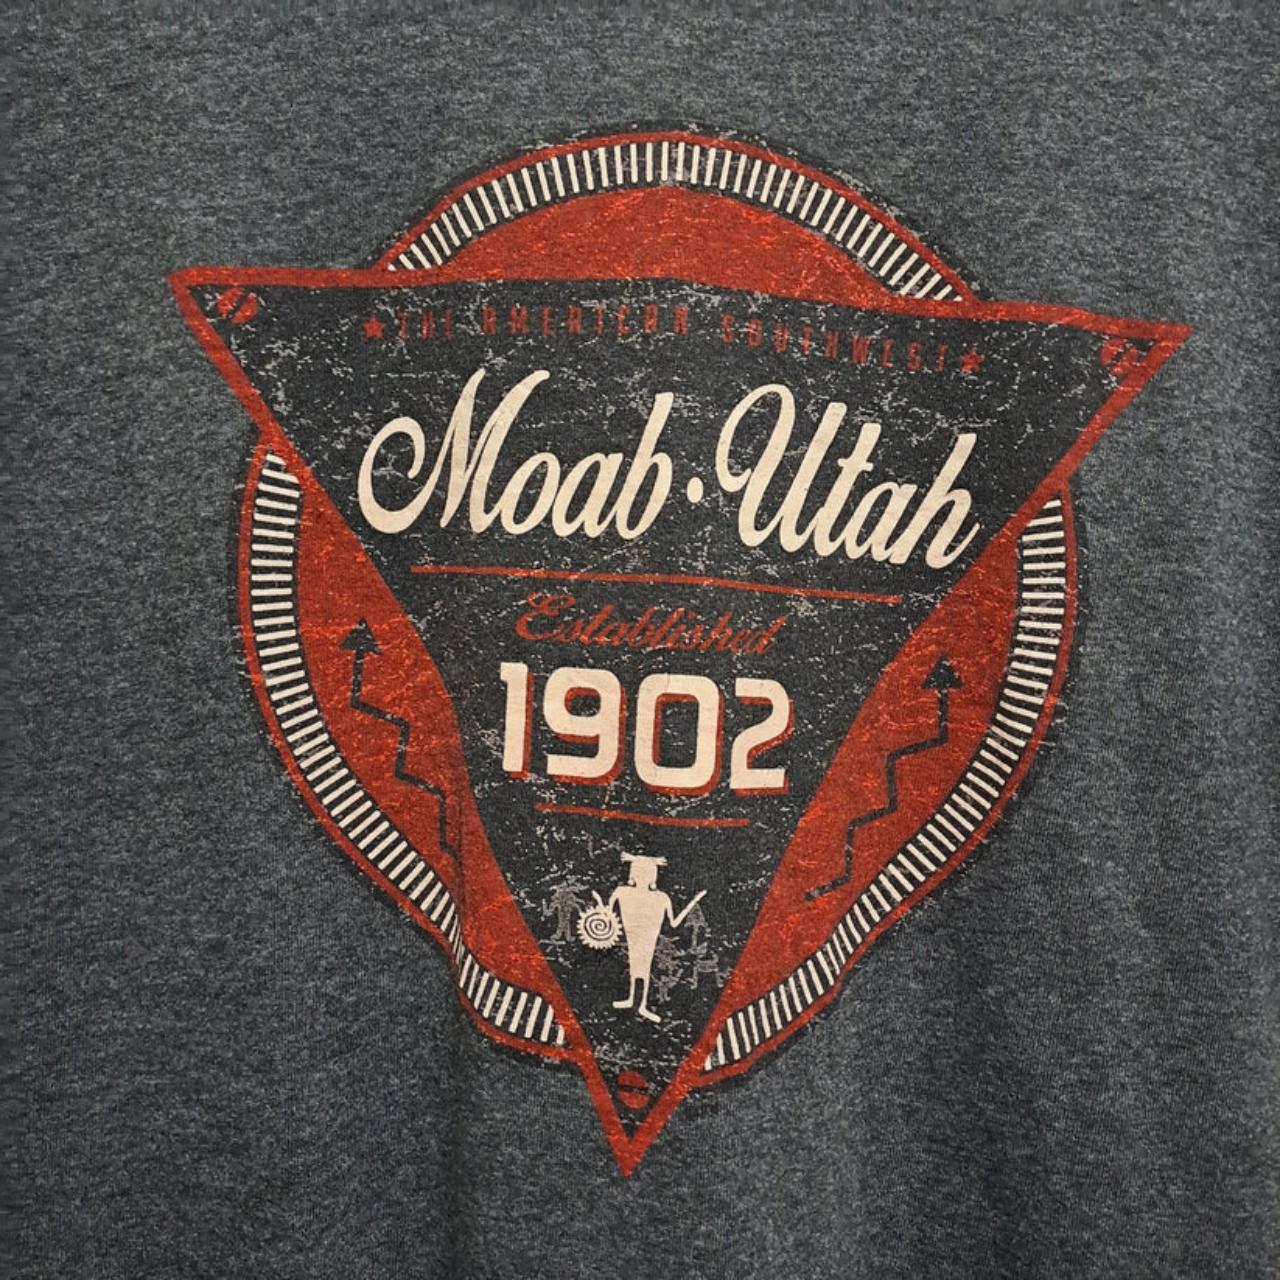 ★THE AMERICAN SOUTHWEST★
Moab·Utah
Established
1902